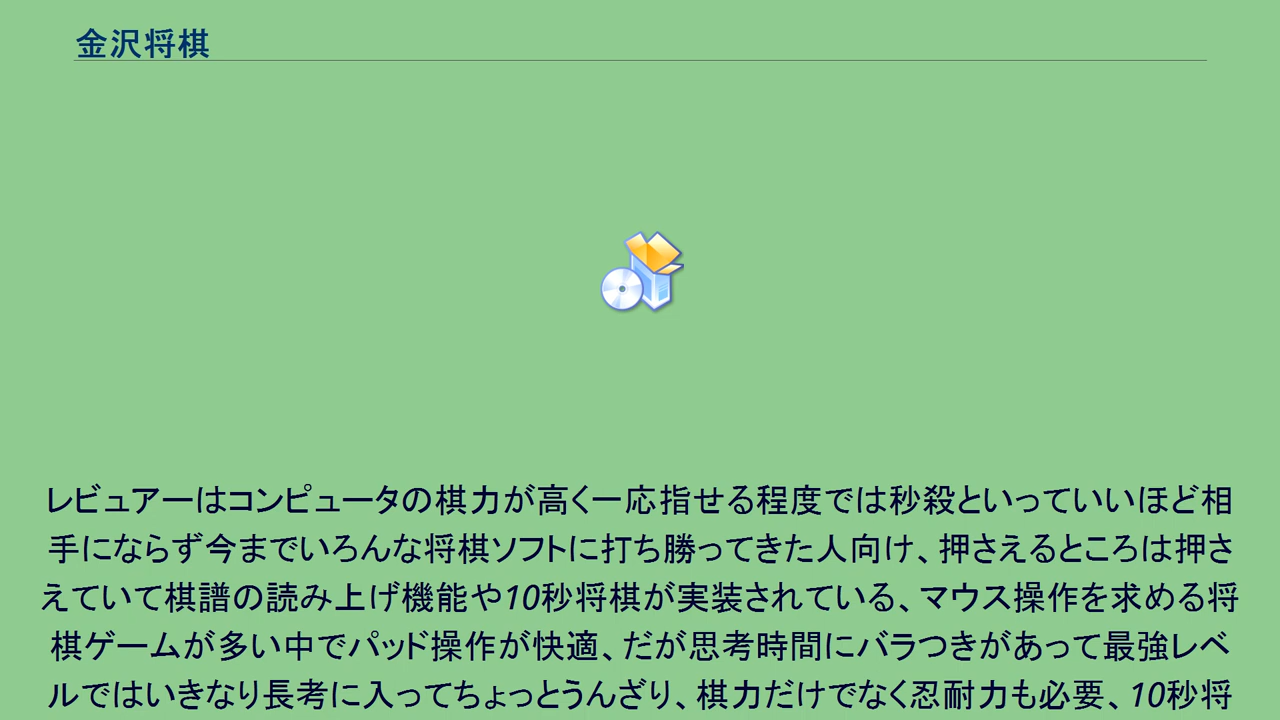 金沢将棋
レビュアーはコンピュータの棋力が高く一応指せる程度では秒殺といっていいほど相
手にならず今までいろんな将棋ソフトに打ち勝ってきた人向け、押さえるところは押さ
えていて棋譜の読み上げ機能や10秒将棋が実装されている、マウス操作を求める将
棋ゲームが多い中でパッド操作が快適、だが思考時間にバラつきがあって最強レベ
ルではいきなり長考に入ってちょっとうんざり、棋力だけでなく忍耐力も必要、10秒将